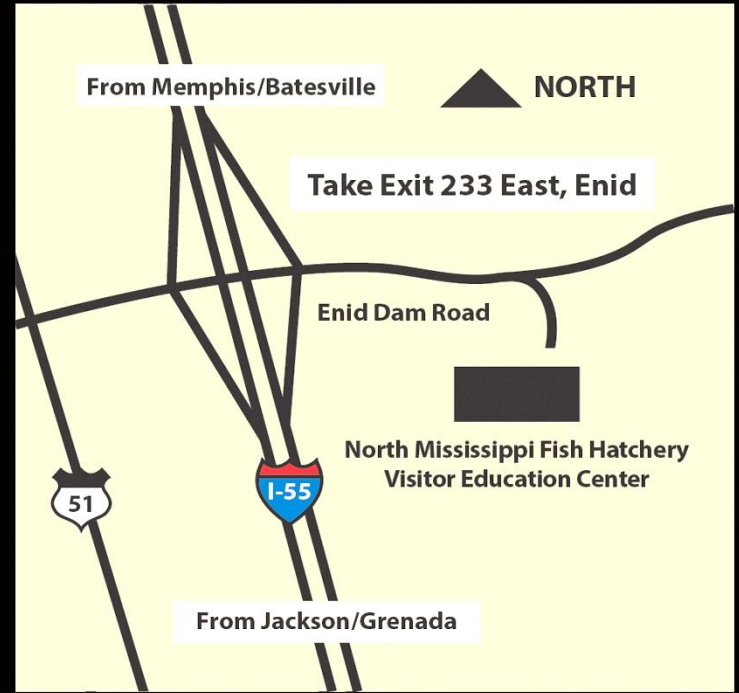 From Memphis/Batesville
NORTH
Take Exit 233 East, Enid
Enid Dam Road
North Mississippi Fish Hatchery
Visitor Education Center
51
I-55
From Jackson/Grenada